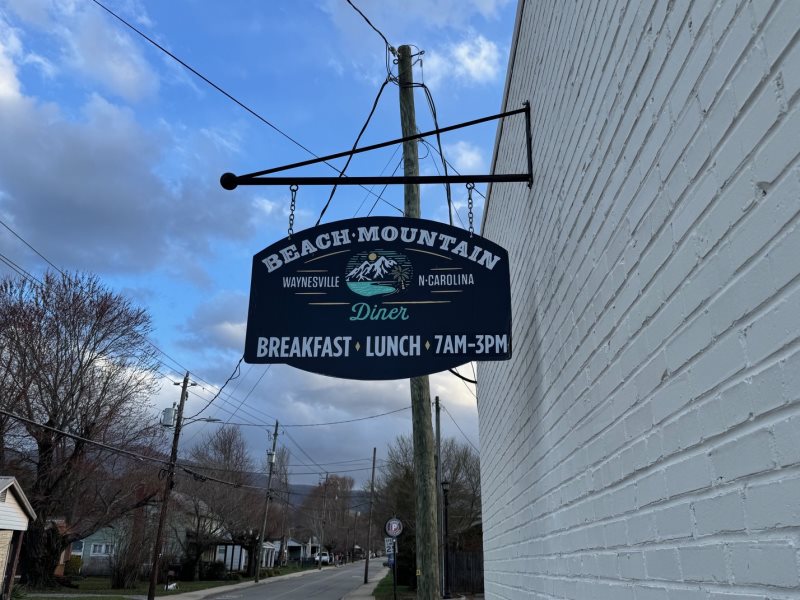 BEACH·MOUNTAIN
WAYNESVILLE N·CAROLINA
Diner
BREAKFAST · LUNCH · 7AM-3PM